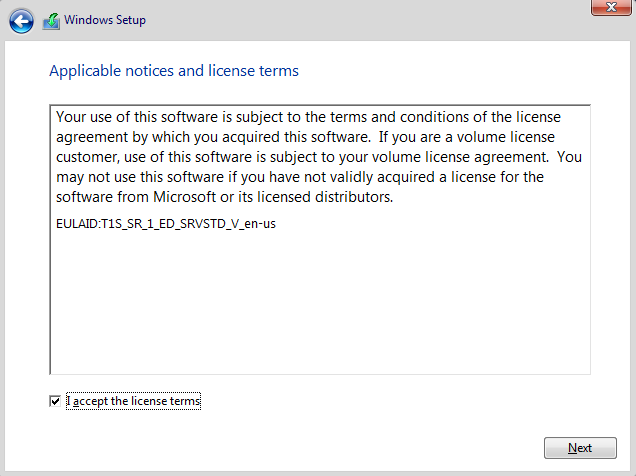 Windows Setup
Applicable notices and license terms
Your use of this software is subject to the terms and conditions of the license
agreement by which you acquired this software.  If you are a volume license
customer, use of this software is subject to your volume license agreement.  You
may not use this software if you have not validly acquired a license for the
software from Microsoft or its licensed distributors.
EULAID:T1S_SR_1_ED_SRVSTD_V_en-us
I accept the license terms
Next